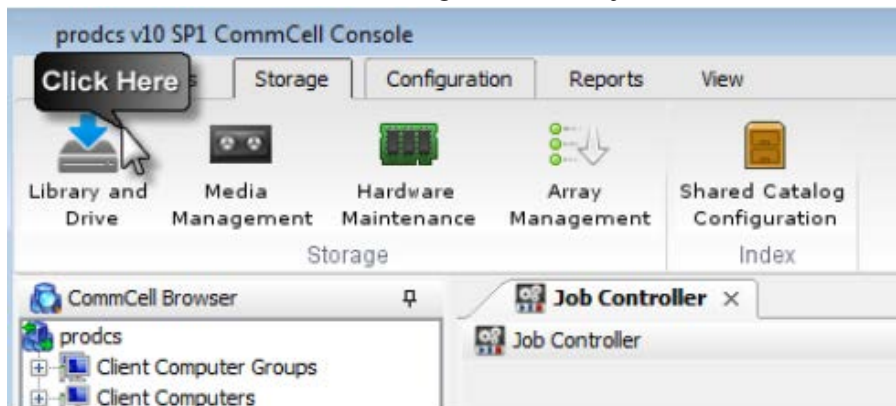 prodcs v10 SP1 CommCell Console
Click Here s Storage Configuration Reports View
Library and Drive
Media Management
Hardware Maintenance
Array Management
Shared Catalog Configuration
Storage Index
CommCell Browser Job Controller
prodcs Job Controller
Client Computer Groups
Client Computers